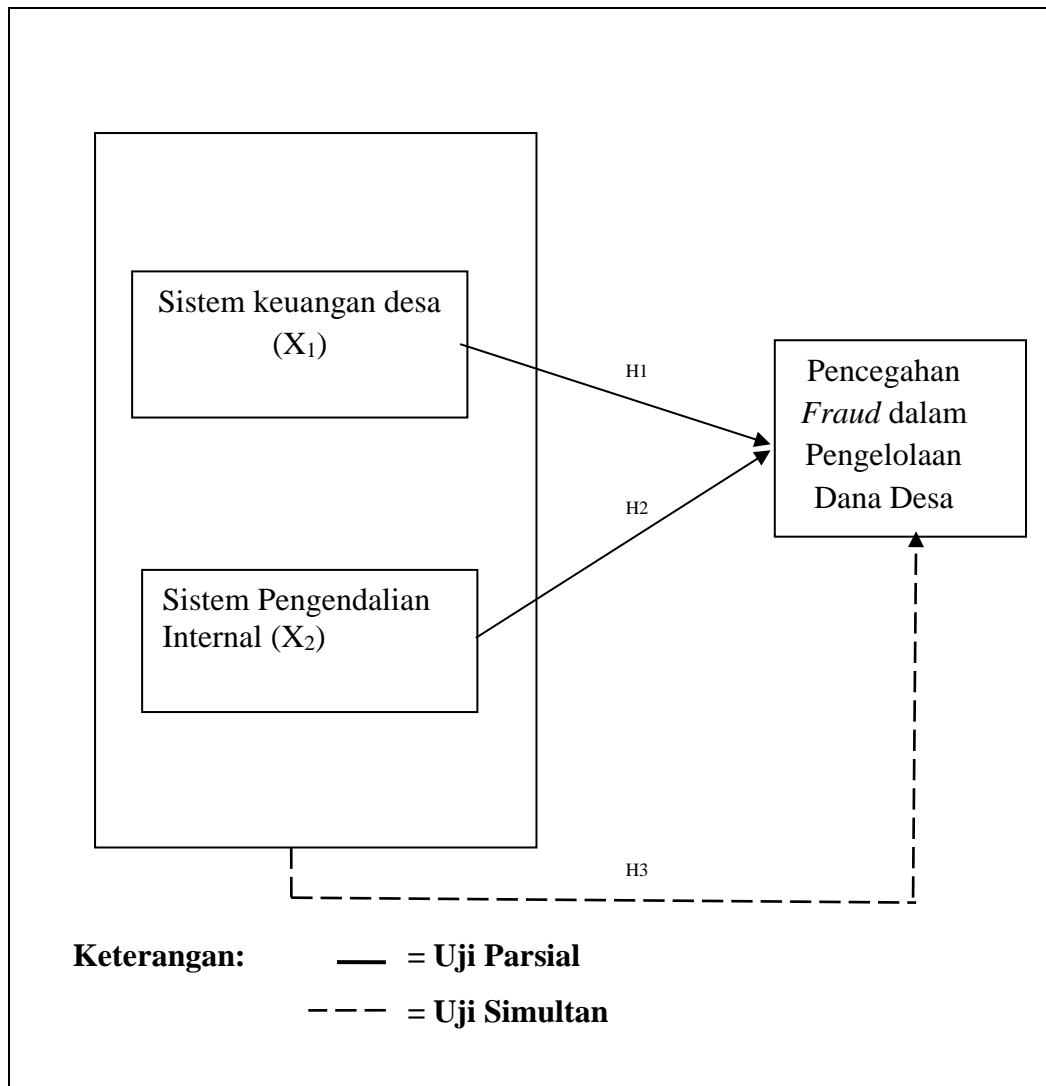 Sistem keuangan desa
(X₁)
H1
Pencegahan
Fraud dalam
Pengelolaan
Dana Desa
H2
Sistem Pengendalian
Internal (X₂)
H3
Keterangan:
= Uji Parsial
= Uji Simultan